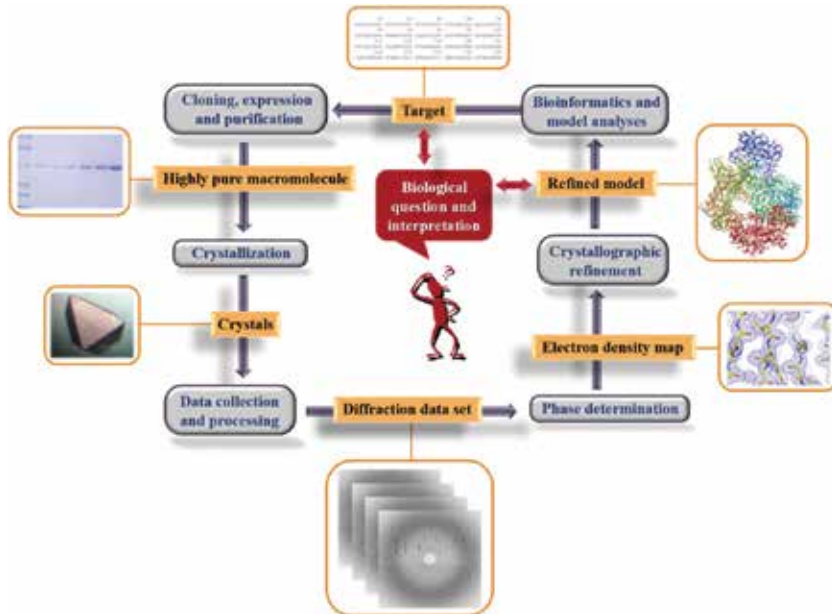 Cloning, expression
and purification
Target
Bioinformatics and
model analyses
Highly pure macromolecule
Biological
question and
interpretation
Refined model
Crystallization
Crystallographic
refinement
?
Crystals
Electron density map
Data collection
and processing
Diffraction data set
Phase determination